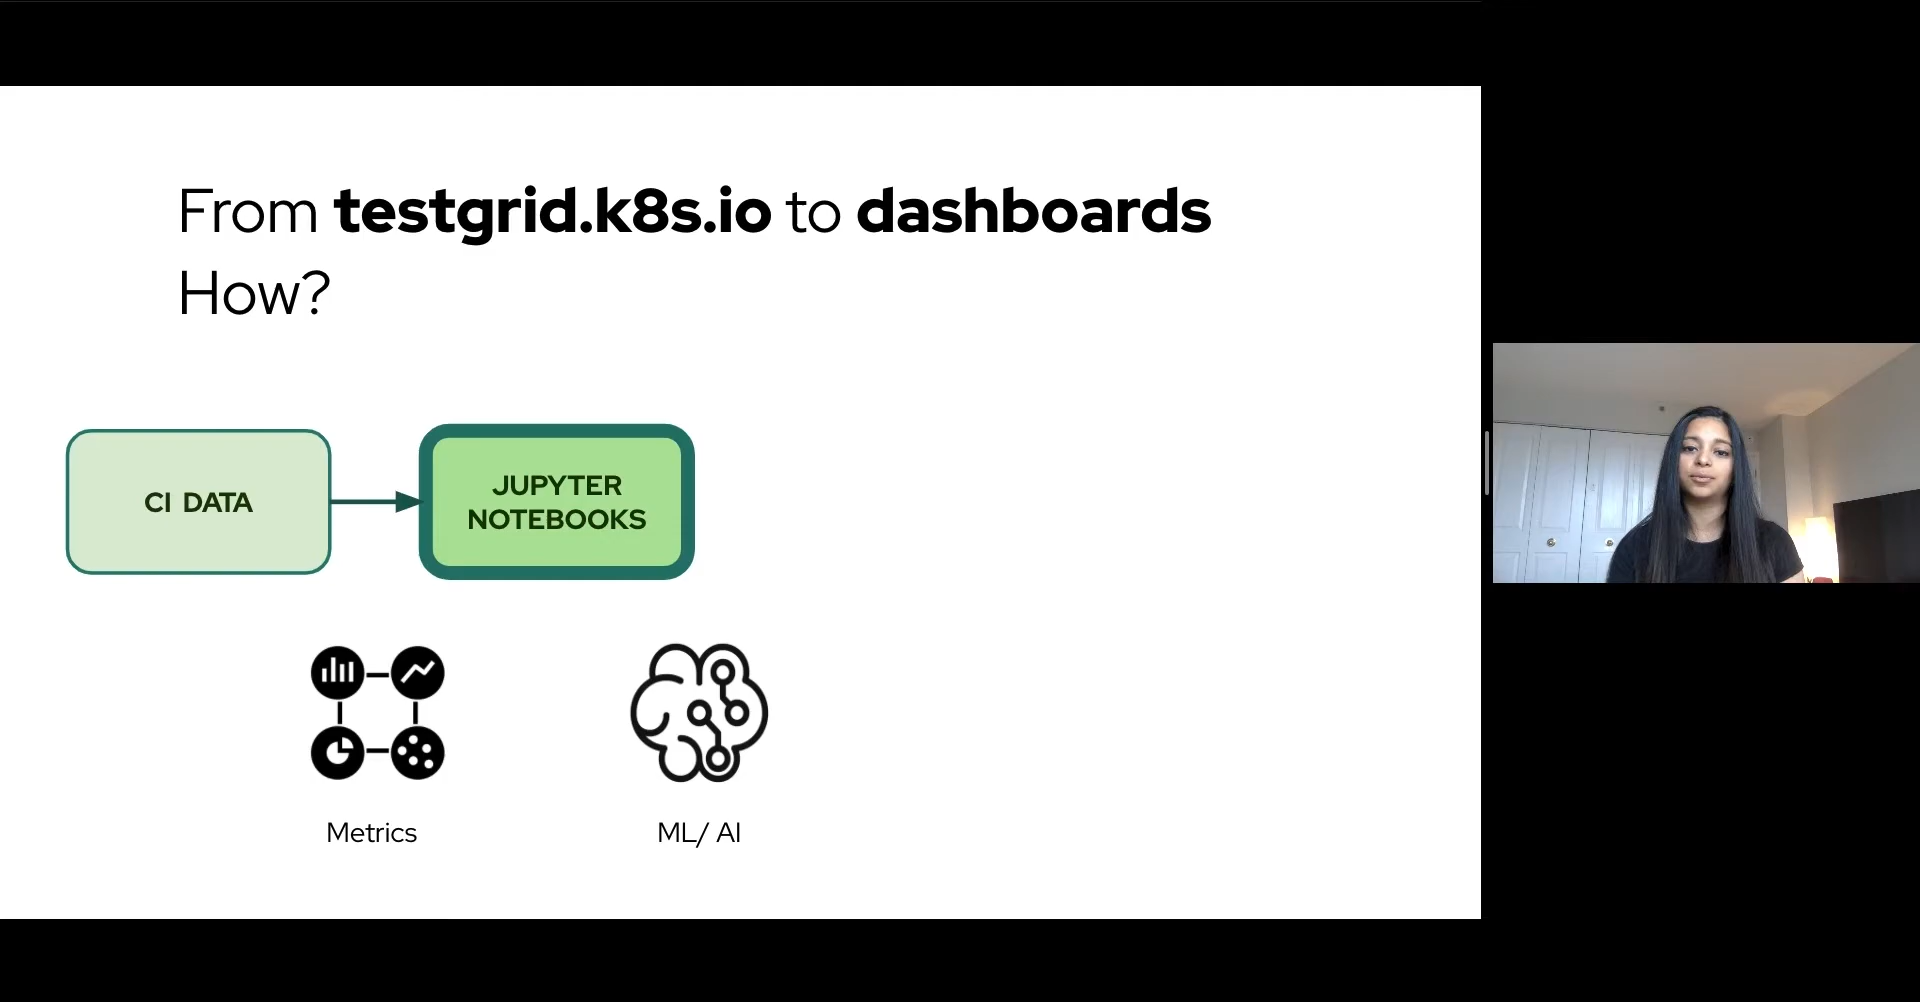 From testgrid.k8s.io to dashboards
How?
CI DATA
JUPYTER
NOTEBOOKS
Metrics
ML/ AI